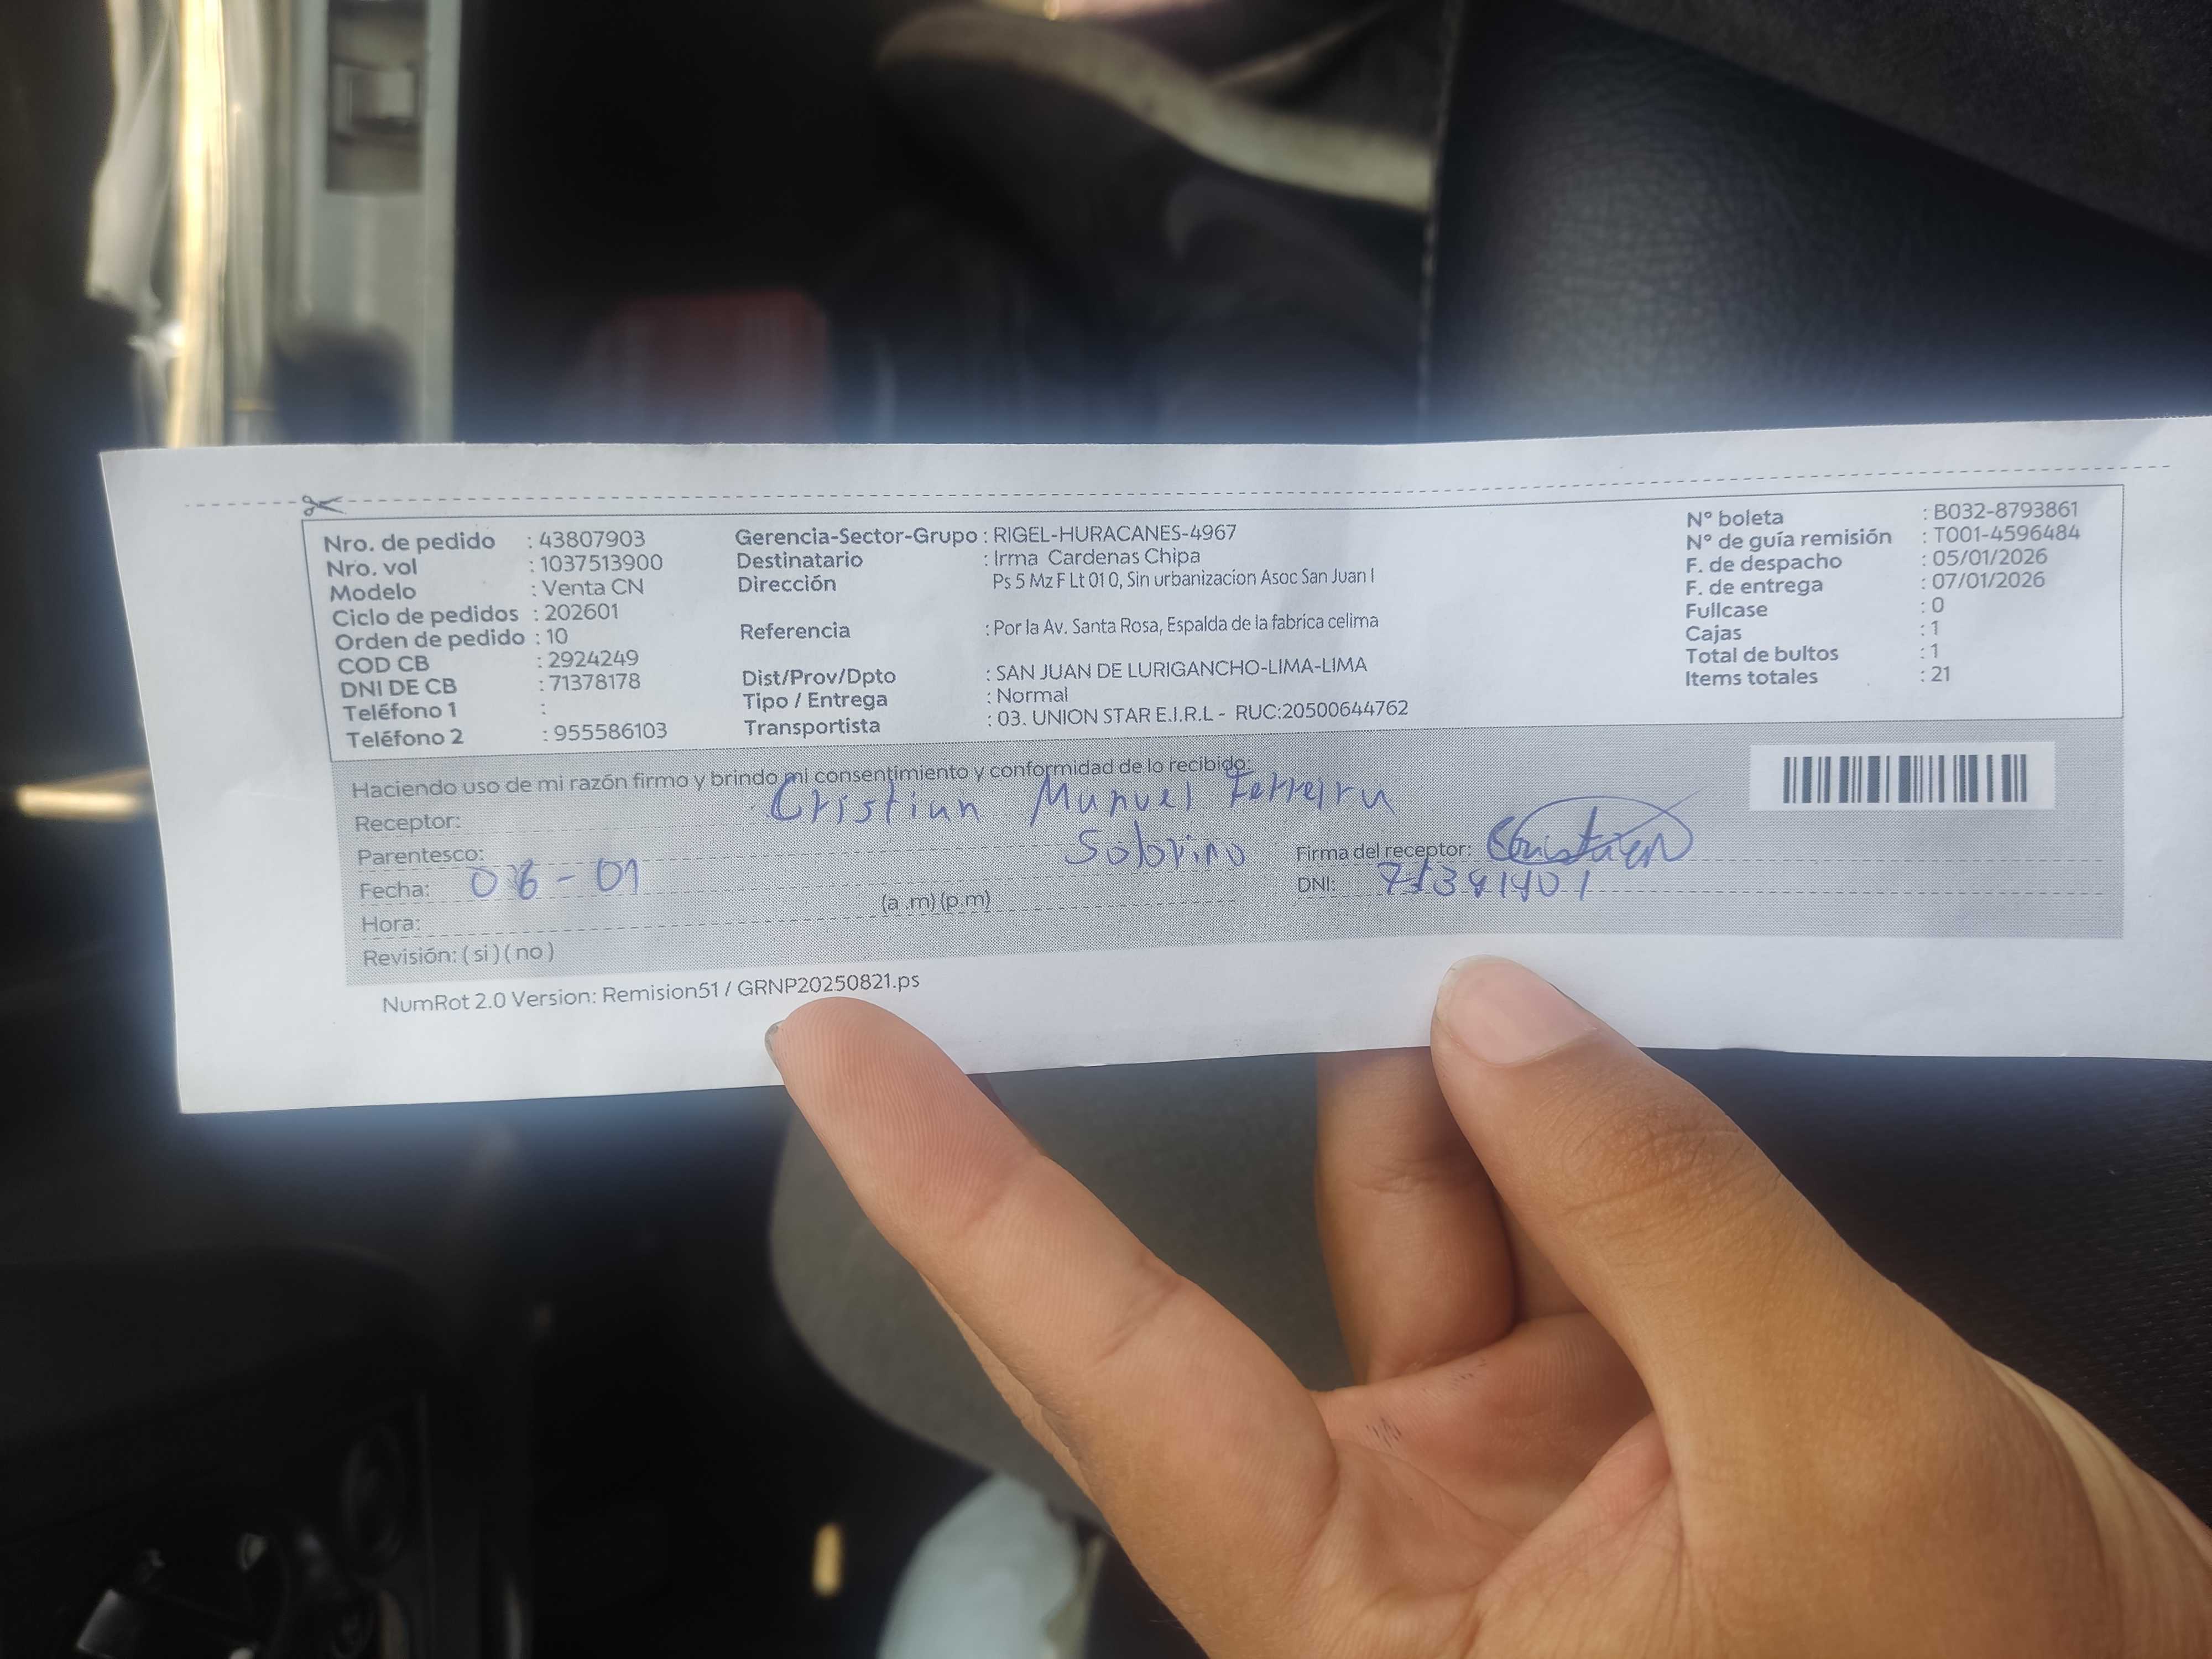 Nro. de pedido : 43807903
Nro. vol : 1037513900
Modelo : Venta CN
Ciclo de pedidos : 202601
Orden de pedido : 10
COD CB : 2924249
DNI DE CB : 71378178
Teléfono 1 :
Teléfono 2 : 955586103
Gerencia-Sector-Grupo : RIGEL-HURACANES-4967
Destinatario : Irma Cardenas Chipa
Dirección Ps 5 Mz F Lt 01 0, Sin urbanizacion Asoc San Juan I
Referencia : Por la Av. Santa Rosa, Espalda de la fabrica celima
Dist/Prov/Dpto : SAN JUAN DE LURIGANCHO-LIMA-LIMA
Tipo / Entrega : Normal
Transportista : 03. UNION STAR E.I.R.L - RUC:20500644762
N° boleta : B032-8793861
N° de guía remisión : T001-4596484
F. de despacho : 05/01/2026
F. de entrega : 07/01/2026
Fullcase : 0
Cajas : 1
Total de bultos : 1
Items totales : 21
Haciendo uso de mi razón firmo y brindo mi consentimiento y conformidad de lo recibido:
Receptor: Cristian Manuel Ferreira
Parentesco: Sobrino
Fecha: 06-01
Hora: (a .m) (p.m)
Revisión: ( si ) ( no )
Firma del receptor:
DNI:
NumRot 2.0 Version: Remision51 / GRNP20250821.ps